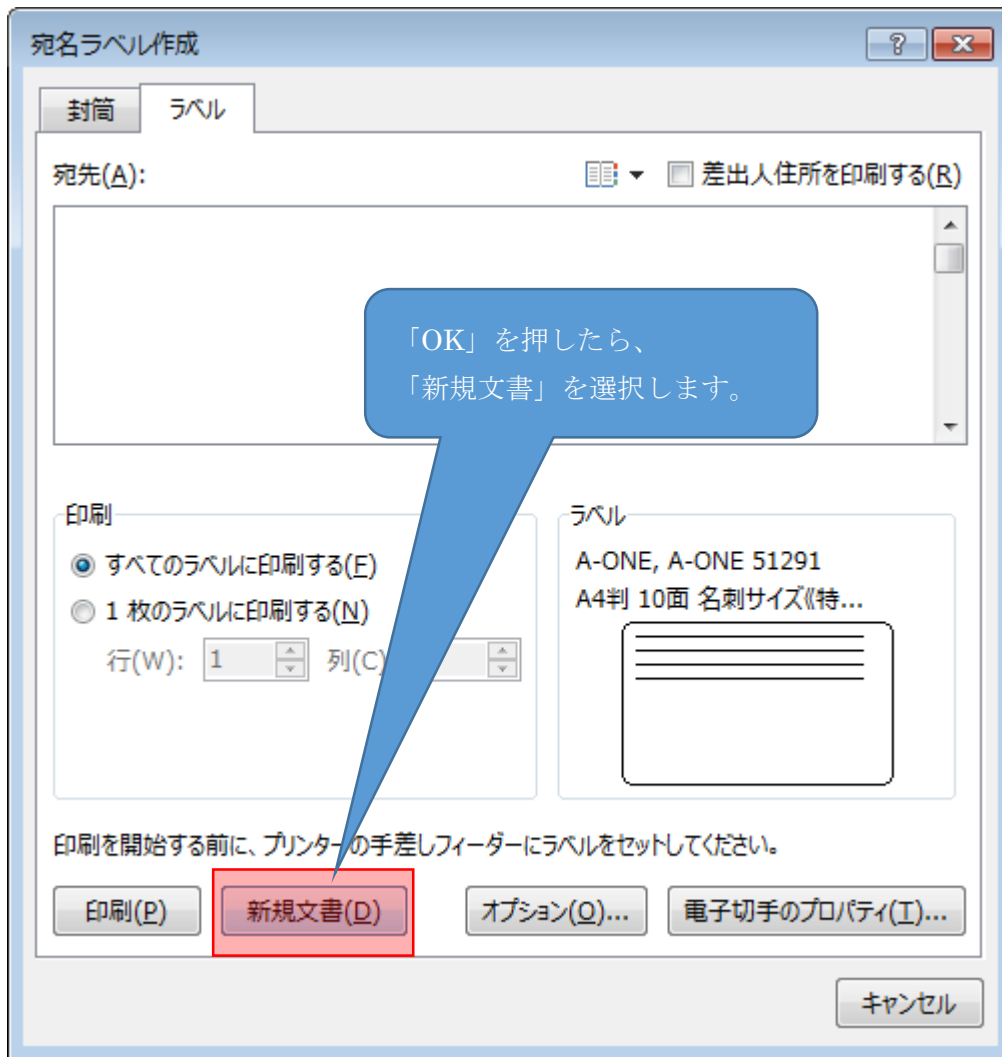 宛名ラベル作成
封筒
ラベル
宛先(A):
差出人住所を印刷する(R)
「OK」を押したら、
「新規文書」を選択します。
印刷
すべてのラベルに印刷する(F)
1 枚のラベルに印刷する(N)
行(W): 1 列(C)
ラベル
A-ONE, A-ONE 51291
A4判 10面 名刺サイズ《特...
印刷を開始する前に、プリンターの手差しフィーダーにラベルをセットしてください。
印刷(P)
新規文書(D)
オプション(O)...
電子切手のプロパティ(I)...
キャンセル